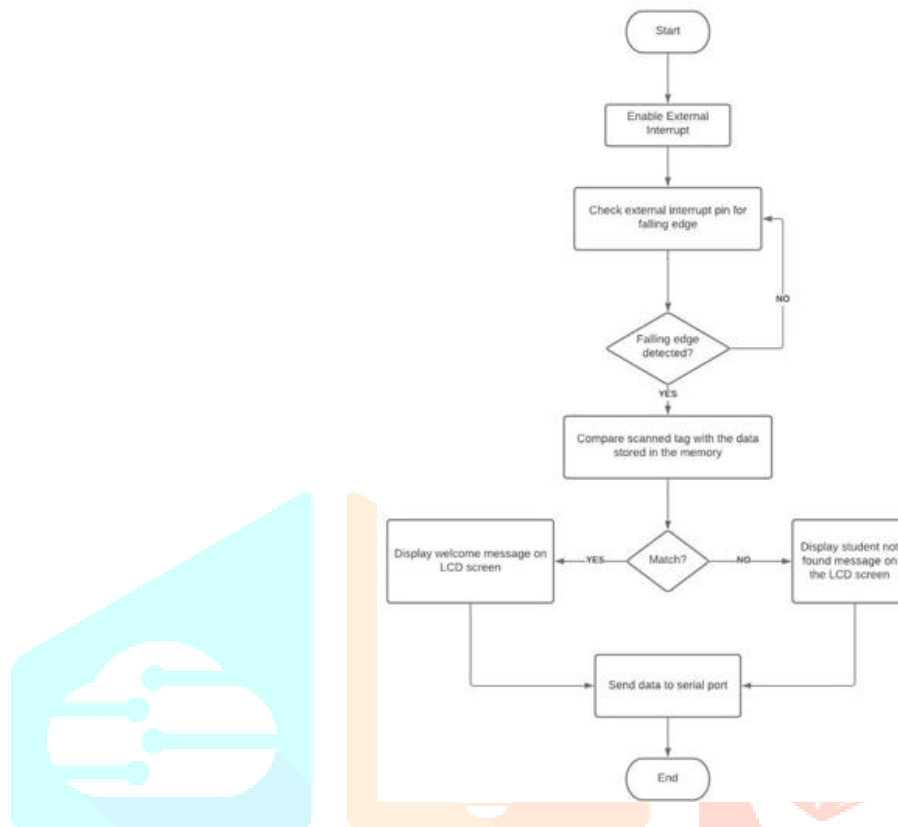 Start
Enable External
Interrupt
Check external interrupt pin for
falling edge
NO
Falling edge
detected?
YES
Compare scanned tag with the data
stored in the memory
Display welcome message on
LCD screen
YES
Match?
NO
Display student not
found message on
the LCD screen
Send data to serial port
End